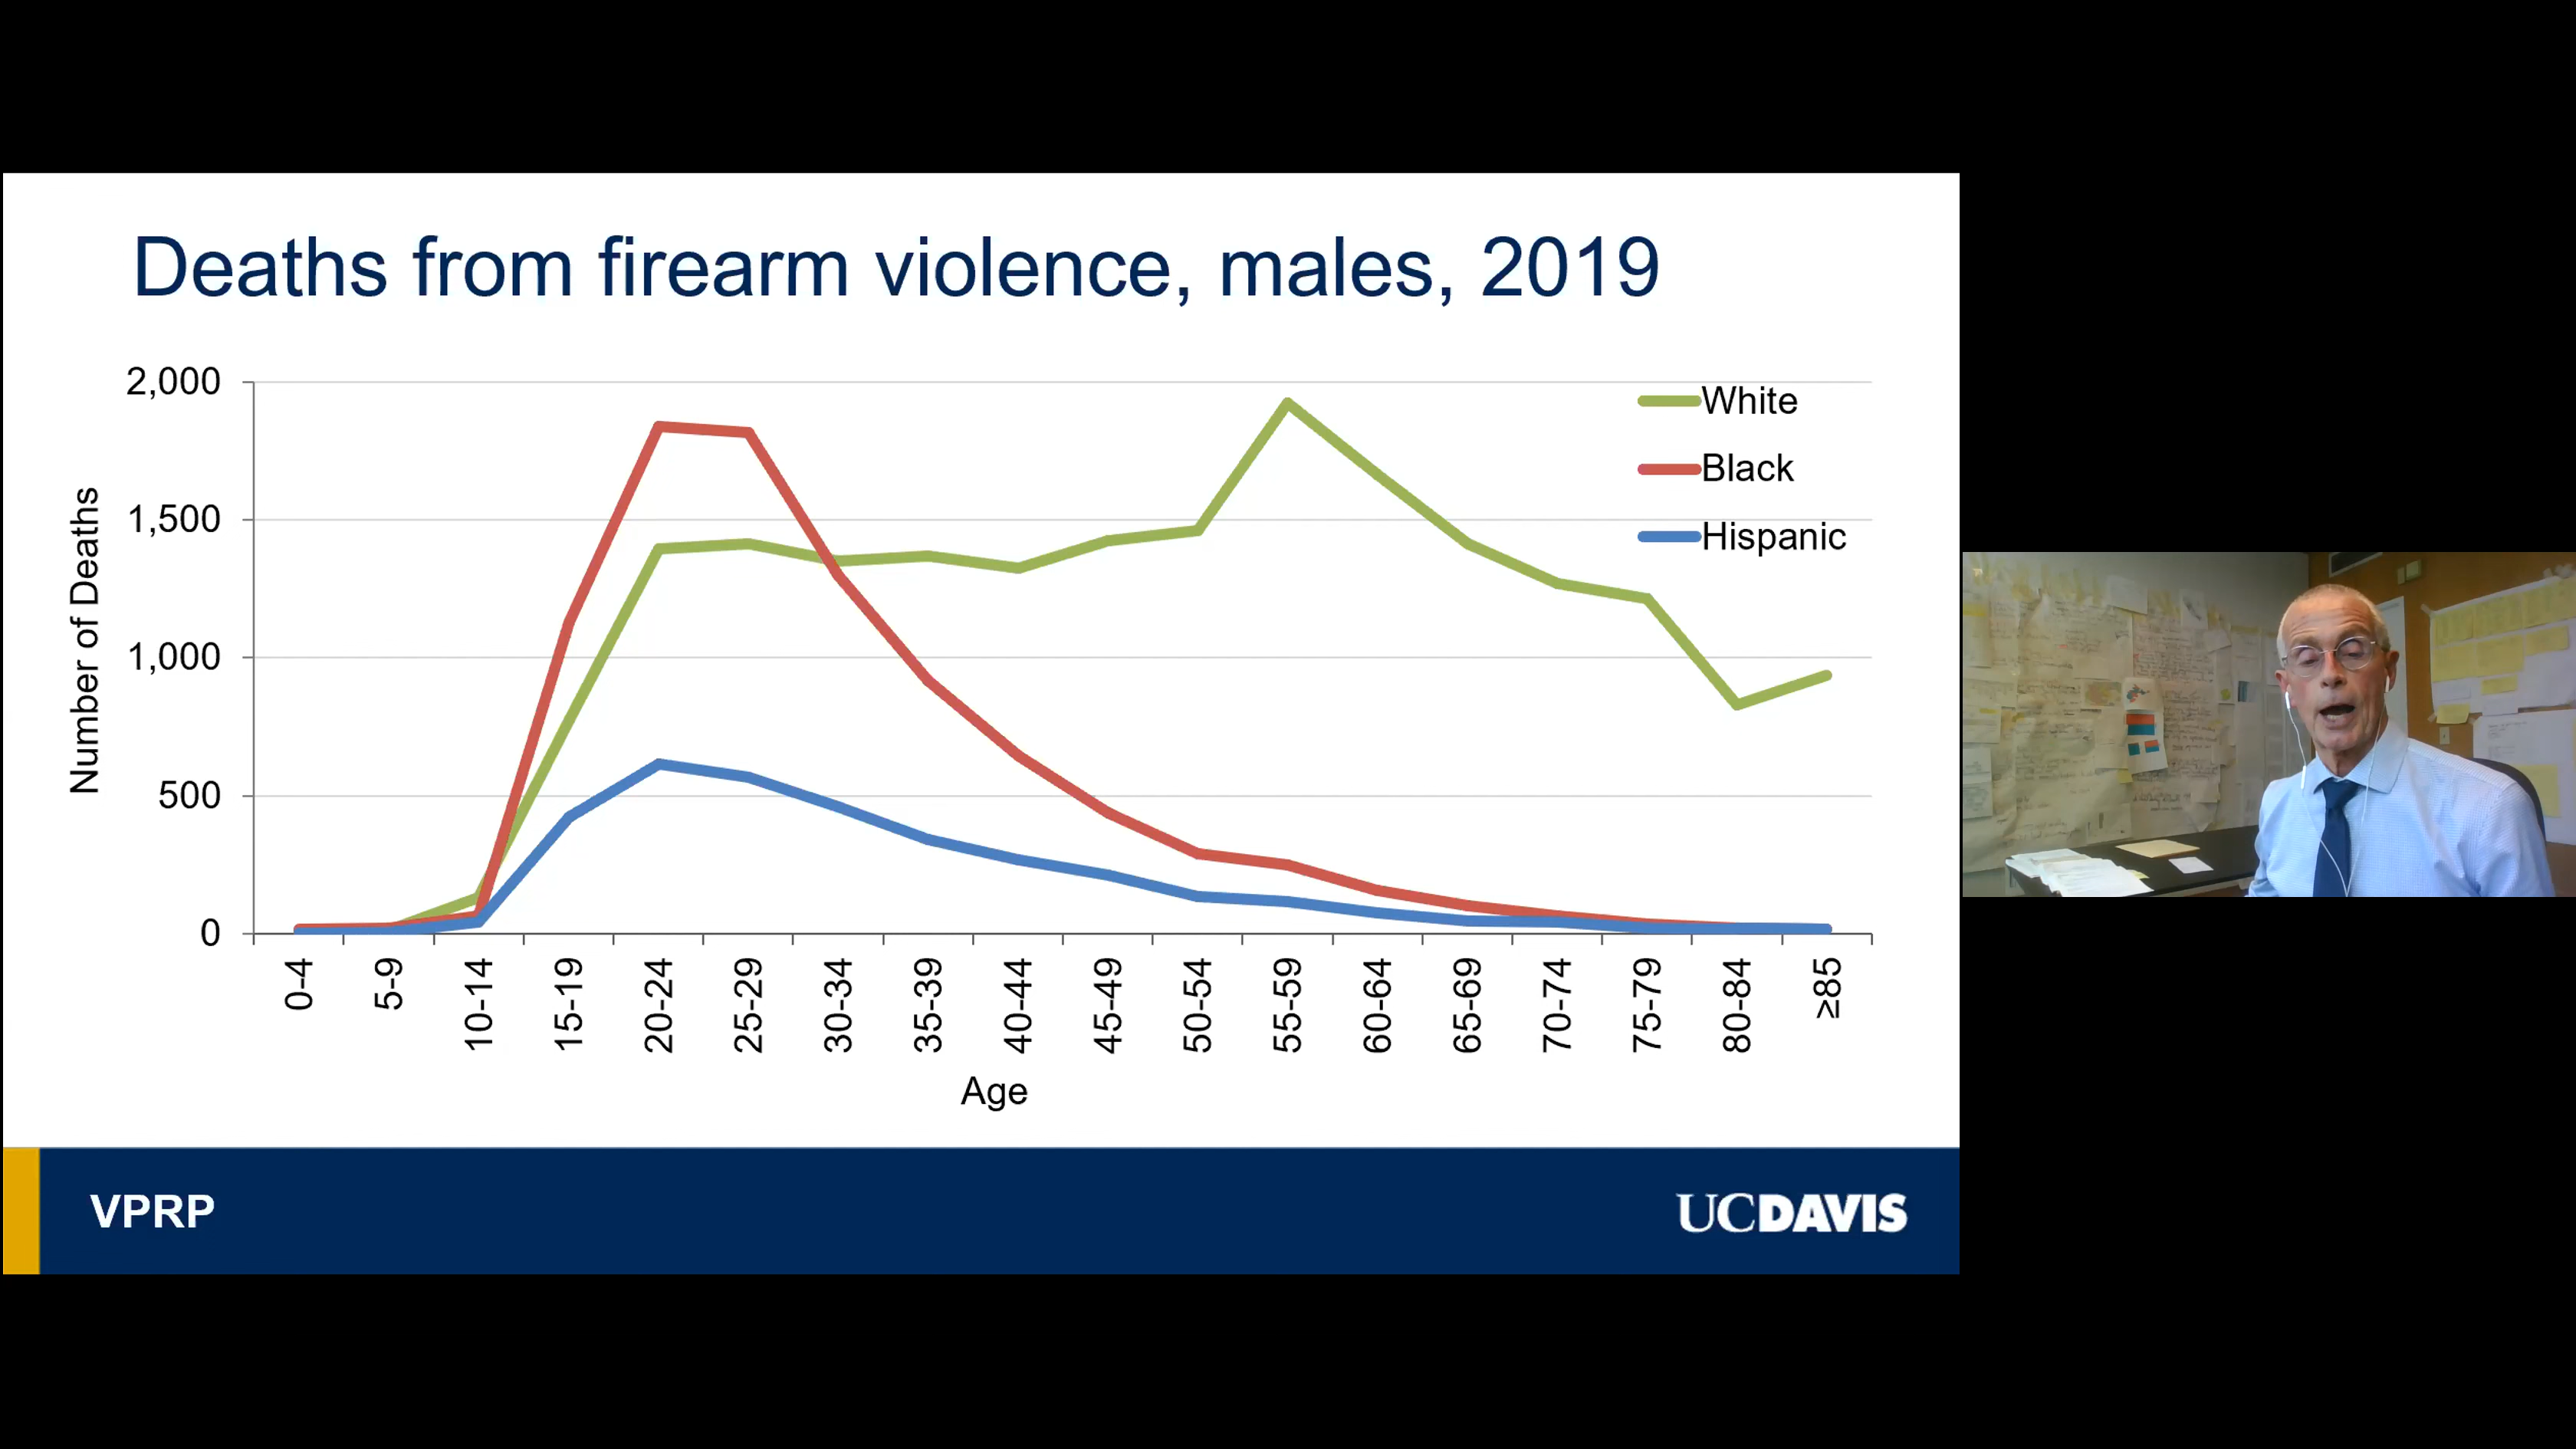 Deaths from firearm violence, males, 2019
Number of Deaths
2,000
1,500
1,000
500
0
White
Black
Hispanic
0-4
5-9
10-14
15-19
20-24
25-29
30-34
35-39
40-44
45-49
50-54
55-59
60-64
65-69
70-74
75-79
80-84
≥85
Age
VPRP
UCDAVIS